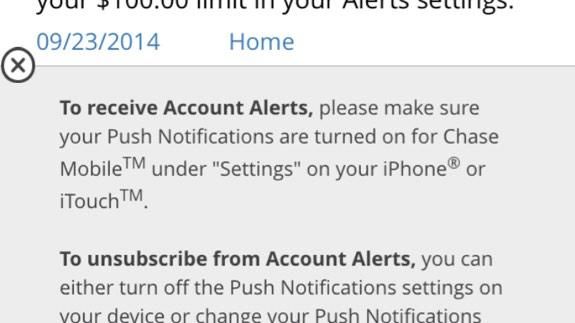 your $100.00 limit in your Alerts settings.
09/23/2014 Home
To receive Account Alerts, please make sure
your Push Notifications are turned on for Chase
Mobile™ under "Settings" on your iPhone® or
iTouch™.
To unsubscribe from Account Alerts, you can
either turn off the Push Notifications settings on
your device or change your Push Notifications